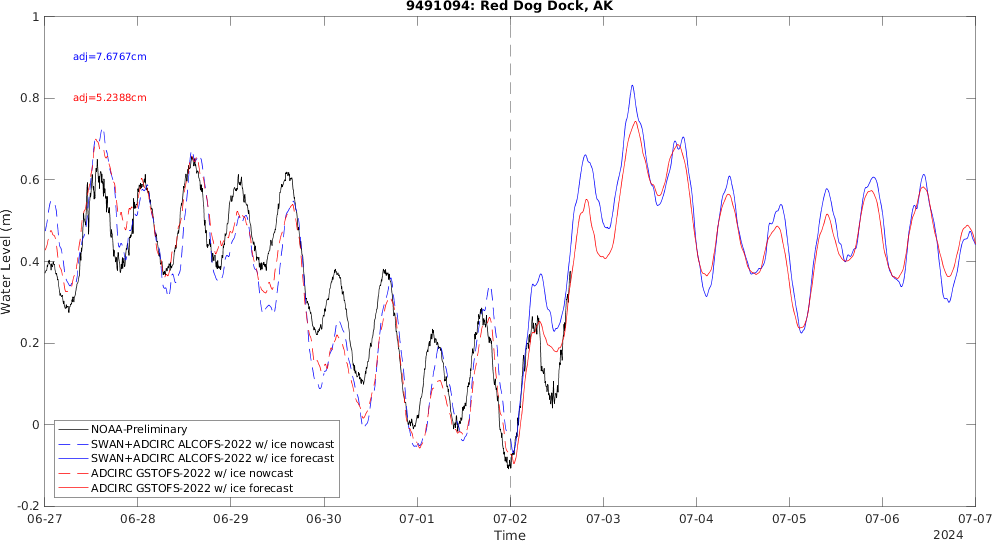 9491094: Red Dog Dock, AK
1
adj=7.6767cm
adj=5.2388cm
0.8
0.6
0.4
0.2
0
-0.2
Water Level (m)
NOAA-Preliminary
SWAN+ADCIRC ALCOFS-2022 w/ ice nowcast
SWAN+ADCIRC ALCOFS-2022 w/ ice forecast
ADCIRC GSTOFS-2022 w/ ice nowcast
ADCIRC GSTOFS-2022 w/ ice forecast
06-27 06-28 06-29 06-30 07-01 07-02 07-03 07-04 07-05 07-06 07-07
Time
2024